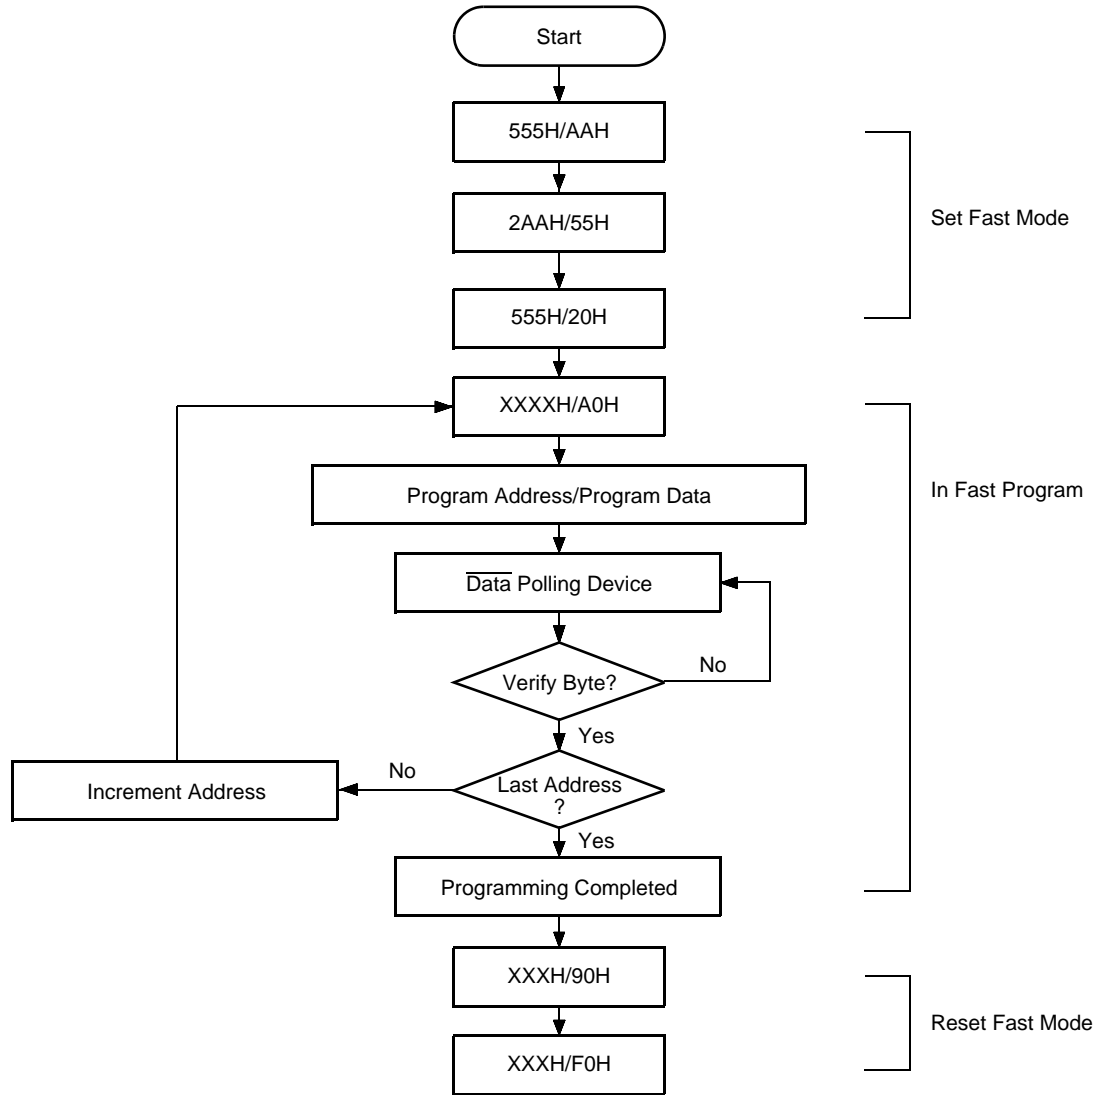 Start
555H/AAH
2AAH/55H
Set Fast Mode
555H/20H
XXXXH/A0H
Program Address/Program Data
In Fast Program
Data Polling Device
Verify Byte?
No
Yes
Last Address
?
No
Increment Address
Yes
Programming Completed
XXXH/90H
Reset Fast Mode
XXXH/F0H